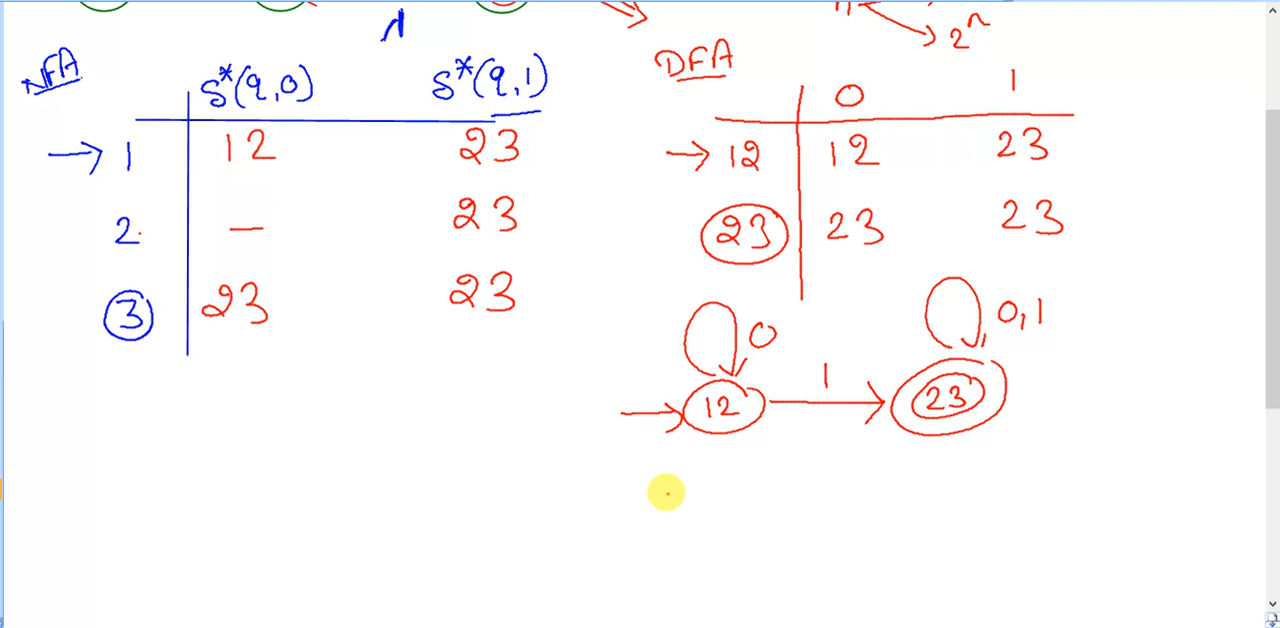 λ
2ⁿ
NFA
δ*(q,0) δ*(q,1)
→ 1 12 23
2 — 23
3 23 23
DFA
0 1
→ 12 12 23
23 23 23
0 0,1
→ 12 1 → 23